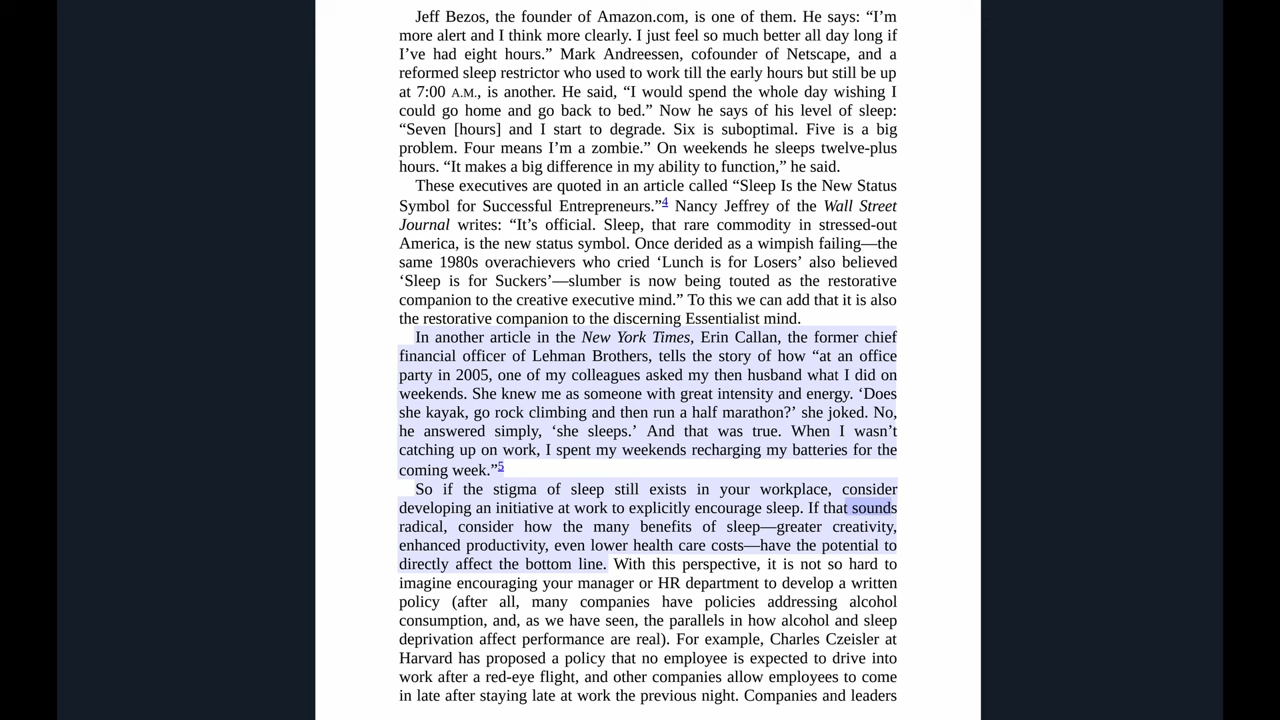 Jeff Bezos, the founder of Amazon.com, is one of them. He says: “I’m
more alert and I think more clearly. I just feel so much better all day long if
I’ve had eight hours.” Mark Andreessen, cofounder of Netscape, and a
reformed sleep restrictor who used to work till the early hours but still be up
at 7:00 A.M., is another. He said, “I would spend the whole day wishing I
could go home and go back to bed.” Now he says of his level of sleep:
“Seven [hours] and I start to degrade. Six is suboptimal. Five is a big
problem. Four means I’m a zombie.” On weekends he sleeps twelve-plus
hours. “It makes a big difference in my ability to function,” he said.
These executives are quoted in an article called “Sleep Is the New Status
Symbol for Successful Entrepreneurs.”4 Nancy Jeffrey of the Wall Street
Journal writes: “It’s official. Sleep, that rare commodity in stressed-out
America, is the new status symbol. Once derided as a wimpish failing—the
same 1980s overachievers who cried ‘Lunch is for Losers’ also believed
‘Sleep is for Suckers’—slumber is now being touted as the restorative
companion to the creative executive mind.” To this we can add that it is also
the restorative companion to the discerning Essentialist mind.
In another article in the New York Times, Erin Callan, the former chief
financial officer of Lehman Brothers, tells the story of how “at an office
party in 2005, one of my colleagues asked my then husband what I did on
weekends. She knew me as someone with great intensity and energy. ‘Does
she kayak, go rock climbing and then run a half marathon?’ she joked. No,
he answered simply, ‘she sleeps.’ And that was true. When I wasn’t
catching up on work, I spent my weekends recharging my batteries for the
coming week.”5
So if the stigma of sleep still exists in your workplace, consider
developing an initiative at work to explicitly encourage sleep. If that sounds
radical, consider how the many benefits of sleep—greater creativity,
enhanced productivity, even lower health care costs—have the potential to
directly affect the bottom line. With this perspective, it is not so hard to
imagine encouraging your manager or HR department to develop a written
policy (after all, many companies have policies addressing alcohol
consumption, and, as we have seen, the parallels in how alcohol and sleep
deprivation affect performance are real). For example, Charles Czeisler at
Harvard has proposed a policy that no employee is expected to drive into
work after a red-eye flight, and other companies allow employees to come
in late after staying late at work the previous night. Companies and leaders